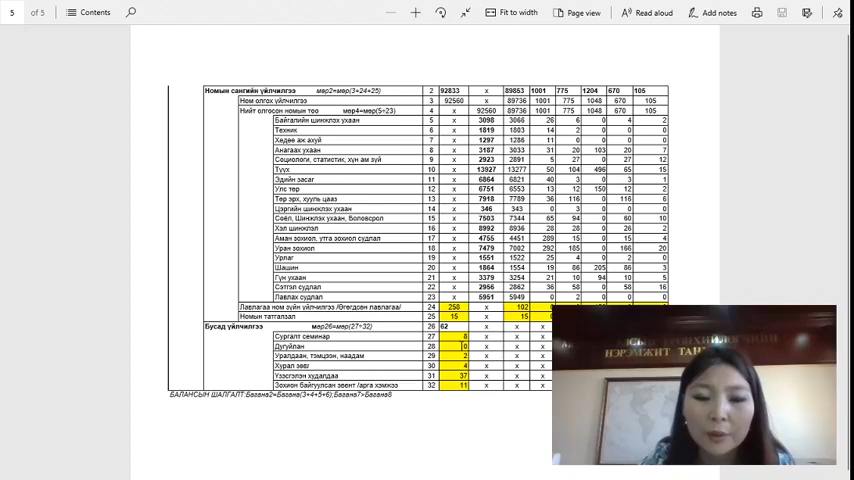 5 of 5 Contents Fit to width Page view Read aloud Add notes
Номын сангийн үйлчилгээ мөр2=мөр(3+24+25) 2 92833 x 89853 1001 775 1204 670 105
Ном олгох үйлчилгээ 3 92560 x 89736 1001 775 1048 670 105
Нийт олгосон номын тоо мөр4=мөр(5÷23) 4 x 92560 89736 1001 775 1048 670 105
Байгалийн шинжлэх ухаан 5 x 3098 3066 26 6 0 4 2
Техник 6 x 1819 1803 14 2 0 0 0
Хөдөө аж ахуй 7 x 1297 1286 11 0 0 0 0
Анагаах ухаан 8 x 3187 3033 31 20 103 20 7
Социологи, статистик, хүн ам зүй 9 x 2923 2891 5 27 0 27 12
Түүх 10 x 13927 13277 50 104 496 65 15
Эдийн засаг 11 x 6864 6821 40 3 0 3 1
Улс төр 12 x 6751 6553 13 12 150 12 2
Төр эрх, хууль цааз 13 x 7918 7789 36 116 0 116 6
Цэргийн шинжлэх ухаан 14 x 346 343 0 3 0 0 0
Соёл, Шинжлэх ухаан, Боловсрол 15 x 7503 7344 65 94 0 60 10
Хэл шинжлэл 16 x 8992 8936 28 28 0 26 2
Аман зохиол, утга зохиол судлал 17 x 4755 4451 289 15 0 15 4
Уран зохиол 18 x 7479 7002 292 185 0 166 20
Урлаг 19 x 1551 1522 25 4 0 2 0
Шашин 20 x 1864 1554 19 86 205 86 3
Гүн ухаан 21 x 3379 3254 21 10 94 10 5
Сэтгэл судлал 22 x 2956 2862 36 58 0 58 16
Лавлах судлал 23 x 5951 5949 0 2 0 0 0
Лавлагаа ном зүйн үйлчилгээ /Өгөгдсөн лавлагаа/ 24 258 x 102
Номын татгалзал 25 15 x 15
Бусад үйлчилгээ мөр26=мөр(27÷32) 26 62 x x x
Сургалт семинар 27 8 x x x
Дугуйлан 28 0 x x x
Уралдаан, тэмцээн, наадам 29 2 x x x
Хурал зөвл 30 4 x x x
Үзэсгэлэн худалдаа 31 37 x x x
Зохион байгуулсан эвент /арга хэмжээ 32 11 x x x
БАЛАНСЫН ШАЛГАЛТ:Багана2=Багана(3+4+5+6);Багана7>Багана8
НЭРЭМЖИТ